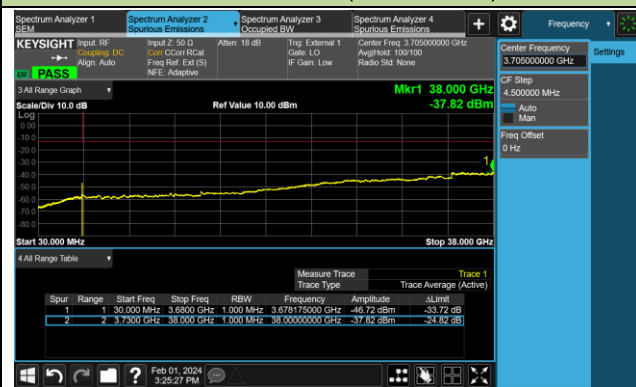 Spectrum Analyzer 1
SEM
Spectrum Analyzer 2
Spurious Emissions
Spectrum Analyzer 3
Occupied BW
Spectrum Analyzer 4
Spurious Emissions
+
Frequency
KEYSIGHT
Input: RF
Coupling: DC
Align: Auto
Input Z: 50 Ω
Corr CCorr RCal
Freq Ref: Ext (S)
NFE: Adaptive
Atten: 18 dB
Trig: External 1
Gate: LO
IF Gain: Low
Center Freq: 3.705000000 GHz
Avg|Hold: 100/100
Radio Std: None
PASS
Center Frequency
3.705000000 GHz
Settings
CF Step
4.500000 MHz
Auto
Man
Freq Offset
0 Hz
3 All Range Graph
Mkr1 38.000 GHz
Scale/Div 10.0 dB
Ref Value 10.00 dBm
-37.82 dBm
Log
0.00
-10.0
-20.0
-30.0
-40.0
-50.0
-60.0
-70.0
-80.0
1
Start 30.000 MHz
Stop 38.000 GHz
4 All Range Table
Measure Trace Trace 1
Trace Type Trace Average (Active)
Spur Range Start Freq Stop Freq RBW Frequency Amplitude ΔLimit
1 1 30.000 MHz 3.6800 GHz 1.000 MHz 3.678175000 GHz -46.72 dBm -33.72 dB
2 2 3.7300 GHz 38.000 GHz 1.000 MHz 38.00000000 GHz -37.82 dBm -24.82 dB
?
Feb 01, 2024
3:25:27 PM